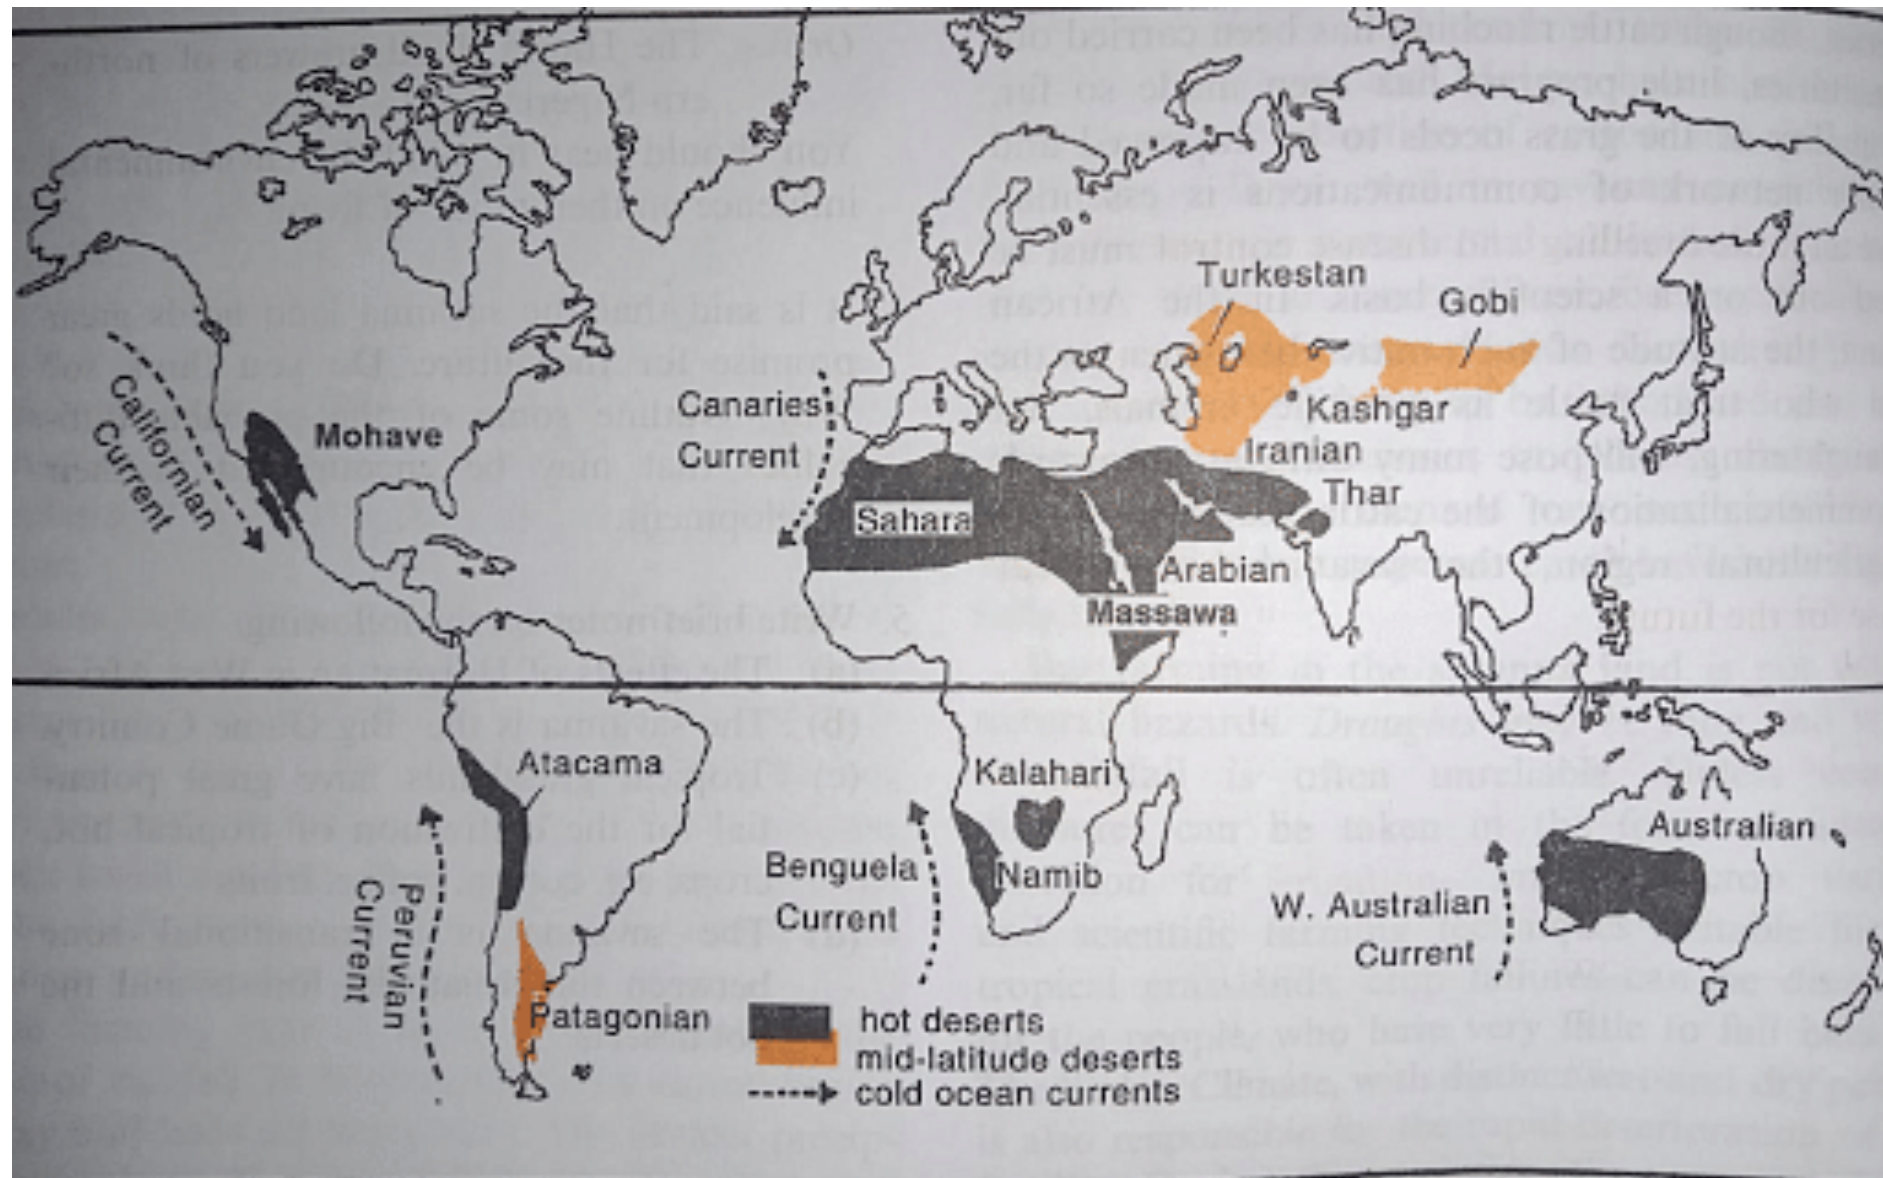 Turkestan
Gobi
Californian
Current
Mohave
Canaries
Current
Kashgar
Iranian
Thar
Sahara
Arabian
Massawa
Atacama
Kalahari
Australian
Peruvian
Current
Benguela
Current
Namib
W. Australian
Current
Patagonian
hot deserts
mid-latitude deserts
cold ocean currents